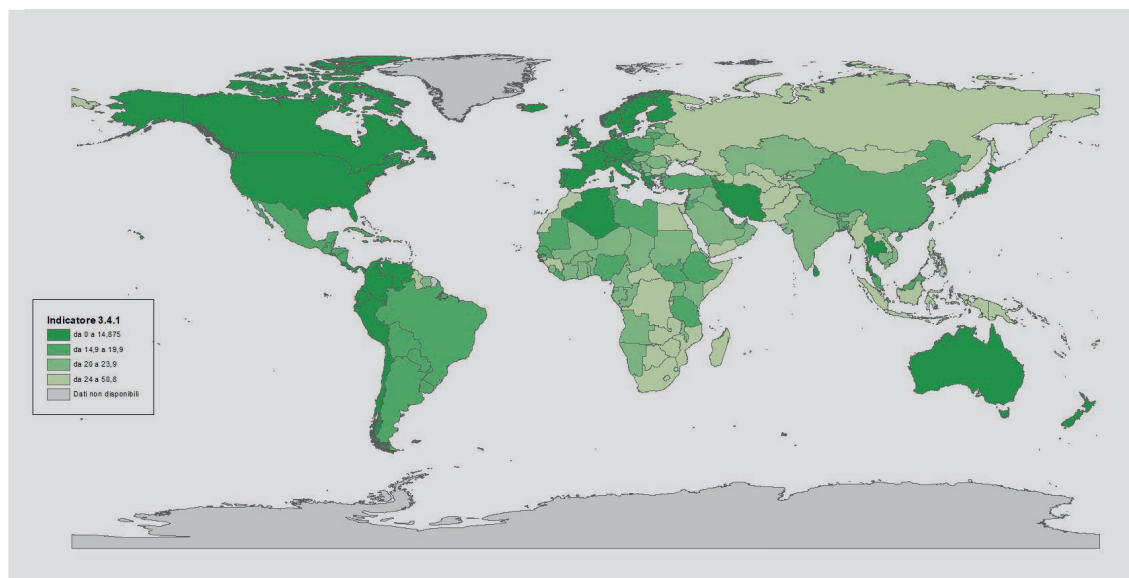 Indicatore 3.4.1
da 0 a 14,875
da 14,9 a 19,9
da 20 a 23,9
da 24 a 50,8
Dati non disponibili